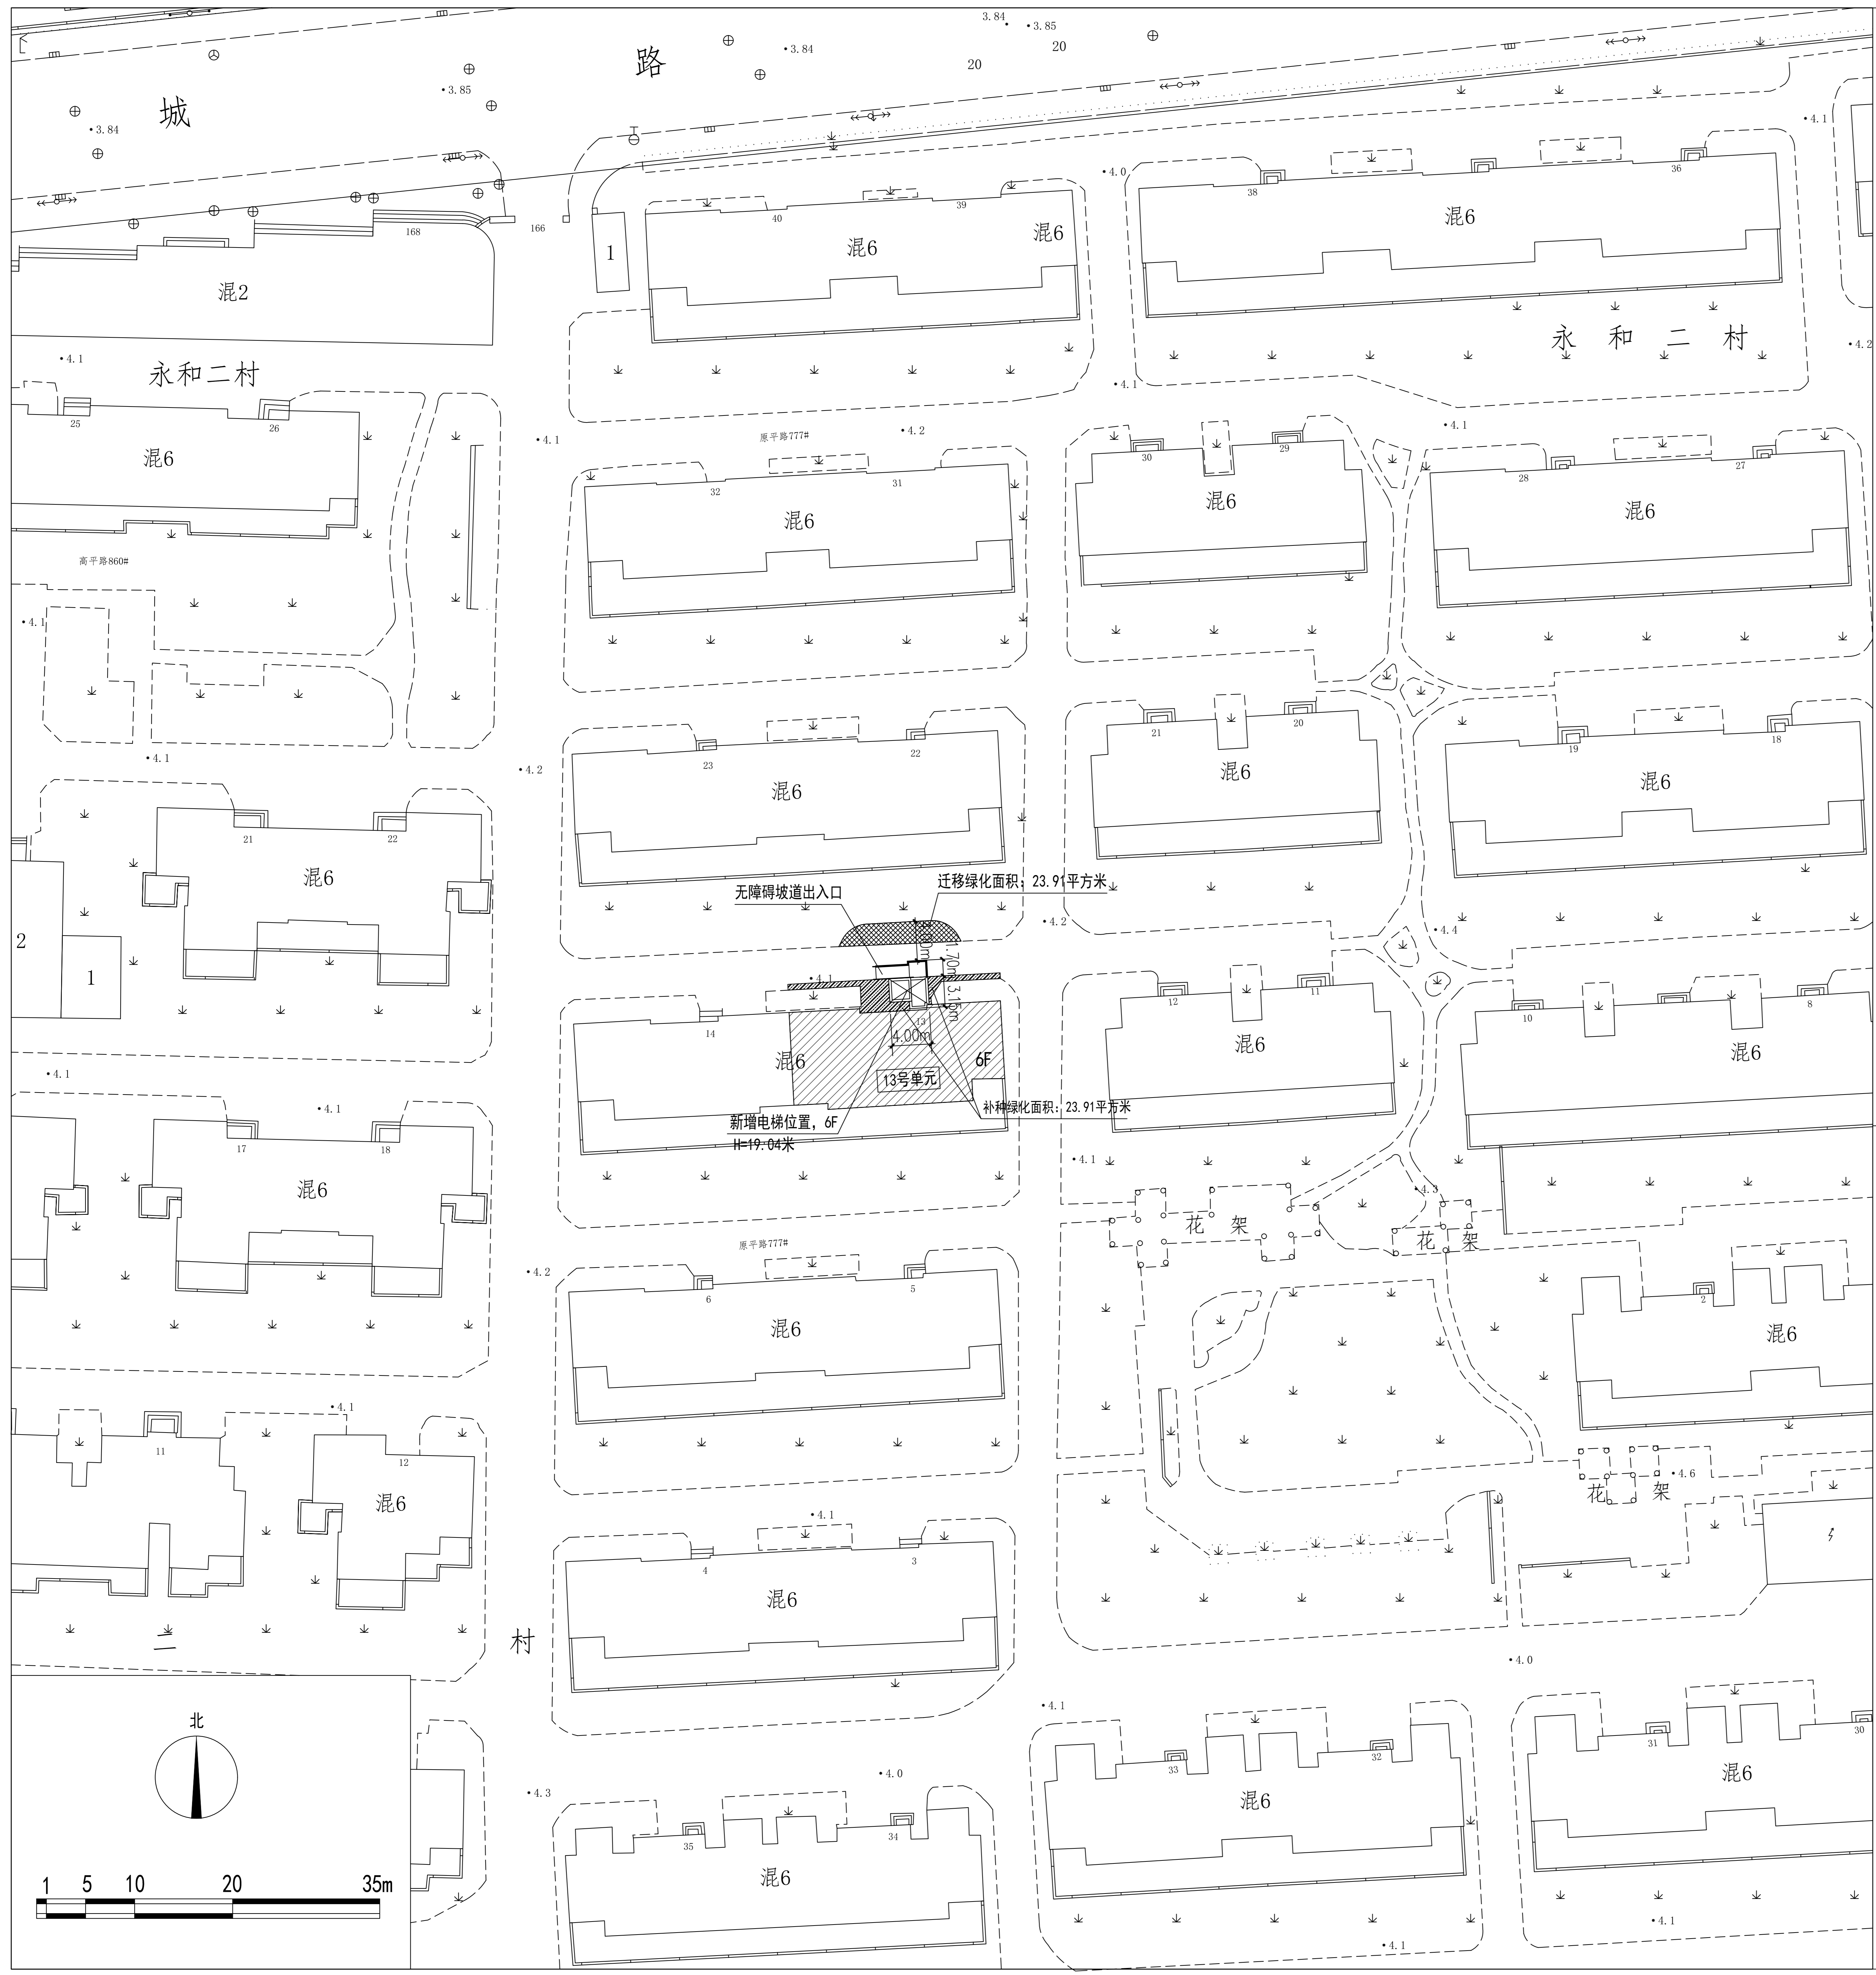 3.84
3.85
20
路
3.84
20
3.85
城
3.84
4.1
4.0
36
38
40
39
混6
168
166
1
混6
混6
混2
永和二村
4.1
永和二村
4.2
4.1
25
26
4.1
原平路777#
4.2
4.1
30
29
28
27
混6
32
31
混6
混6
混6
高平路860#
4.1
21
20
19
18
23
22
4.1
4.2
混6
混6
混6
21
22
混6
无障碍坡道出入口
迁移绿化面积：23.91平方米
4.2
4.4
2
1
4.1
1.70m
3.15m
12
11
10
8
14
13
4.00m
混6
6F
混6
混6
13号单元
4.1
4.1
补种绿化面积：23.91平方米
新增电梯位置，6F
H=19.04米
17
18
混6
4.1
4.3
花架
花架
原平路777#
4.2
6
5
2
混6
混6
4.1
11
12
混6
4.6
花架
4.1
4
3
混6
二
村
4.0
4.1
北
31
30
33
32
4.0
4.3
混6
混6
35
34
混6
1 5 10 20 35m
4.1
4.1